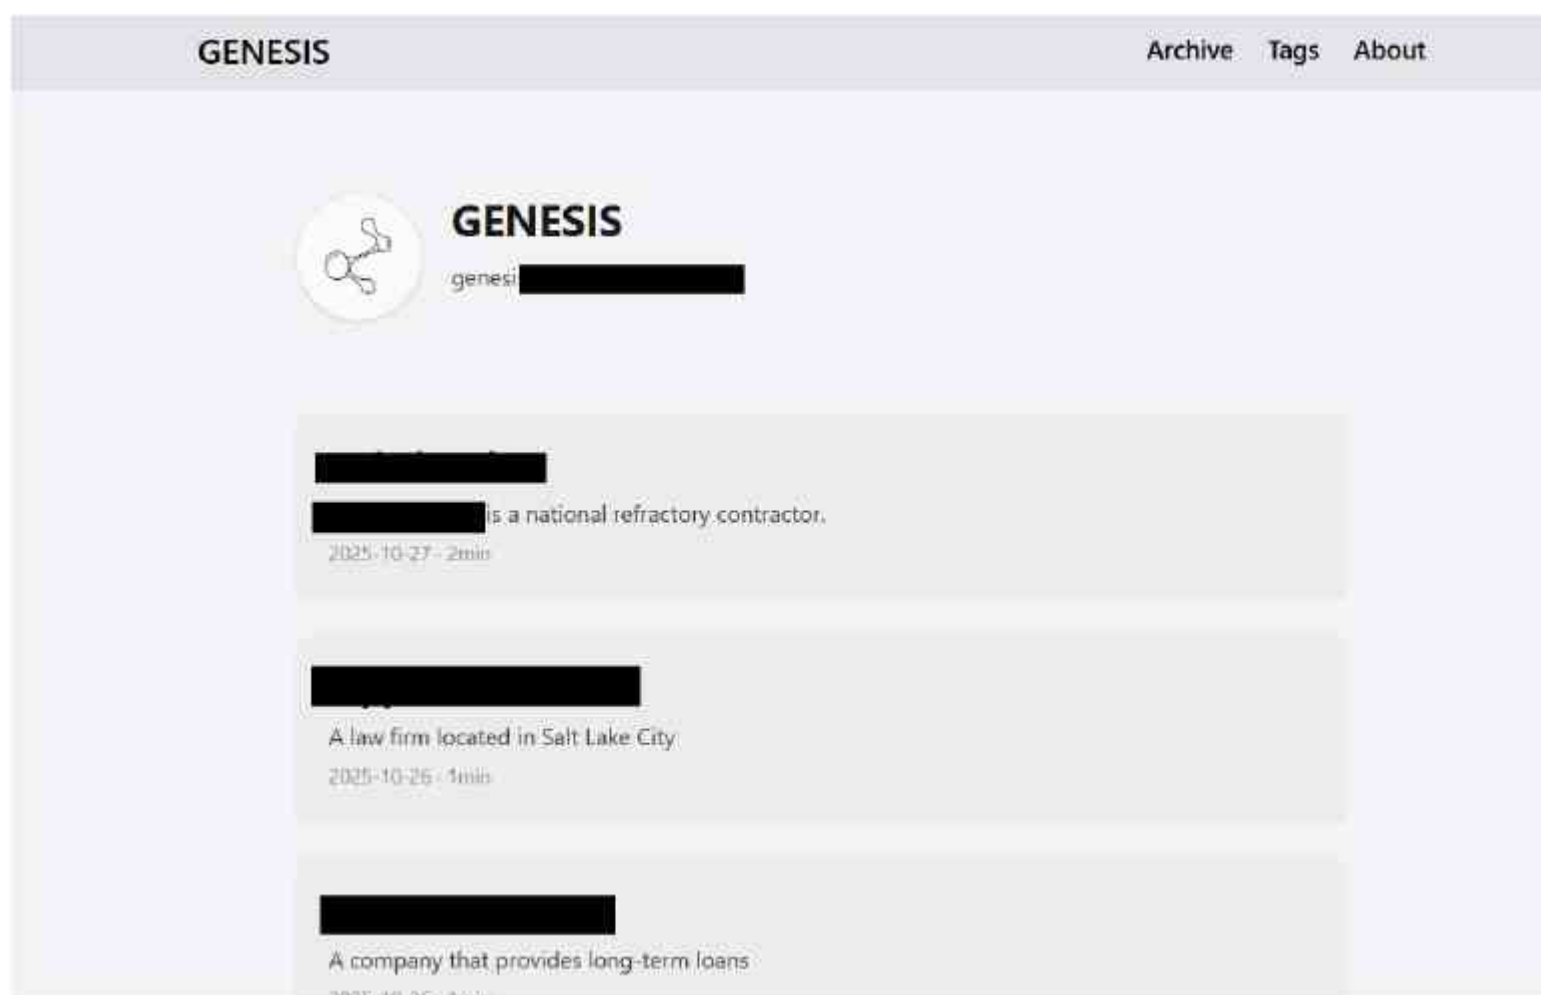 GENESIS
Archive Tags About
GENESIS
genesi
is a national refractory contractor.
2025-10-27 · 2min
A law firm located in Salt Lake City
2025-10-26 · 1min
A company that provides long-term loans